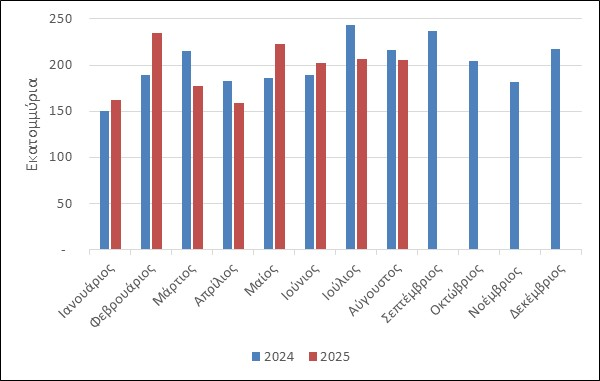 Εκατομμύρια
250
200
150
100
50
-
Ιανουάριος
Φεβρουάριος
Μάρτιος
Απρίλιος
Μαίος
Ιούνιος
Ιούλιος
Αύγουστος
Σεπτέμβριος
Οκτώβριος
Νοέμβριος
Δεκέμβριος
2024 2025